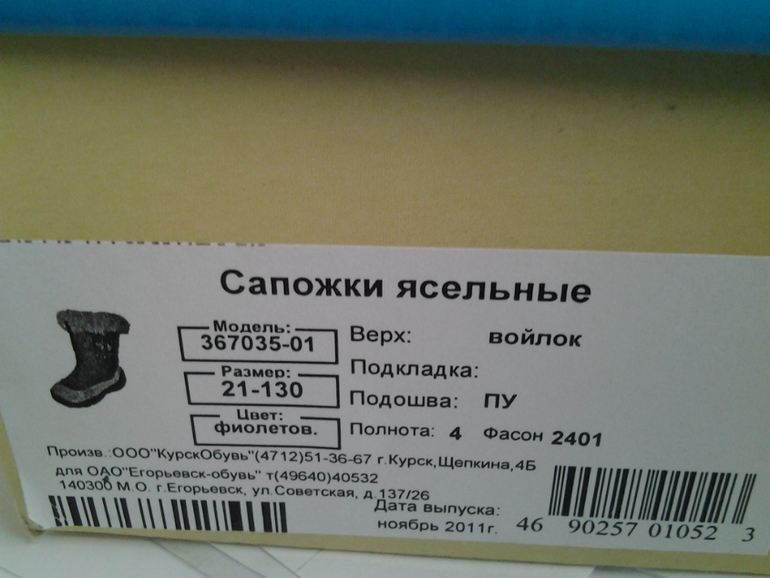 Сапожки ясельные
Модель:
367035-01
Размер:
21-130
Цвет:
фиолетов.
Верх: войлок
Подкладка:
Подошва: ПУ
Полнота: 4 Фасон 2401
Произв.:ООО"КурскОбувь"(4712)51-36-67 г.Курск,Щепкина,4Б
для ОАО"Егорьевск-обувь" т(49640)40532
140300 М.О. г.Егорьевск, ул.Советская, д.137/26
Дата выпуска:
ноябрь 2011г.
46 90257 01052 3